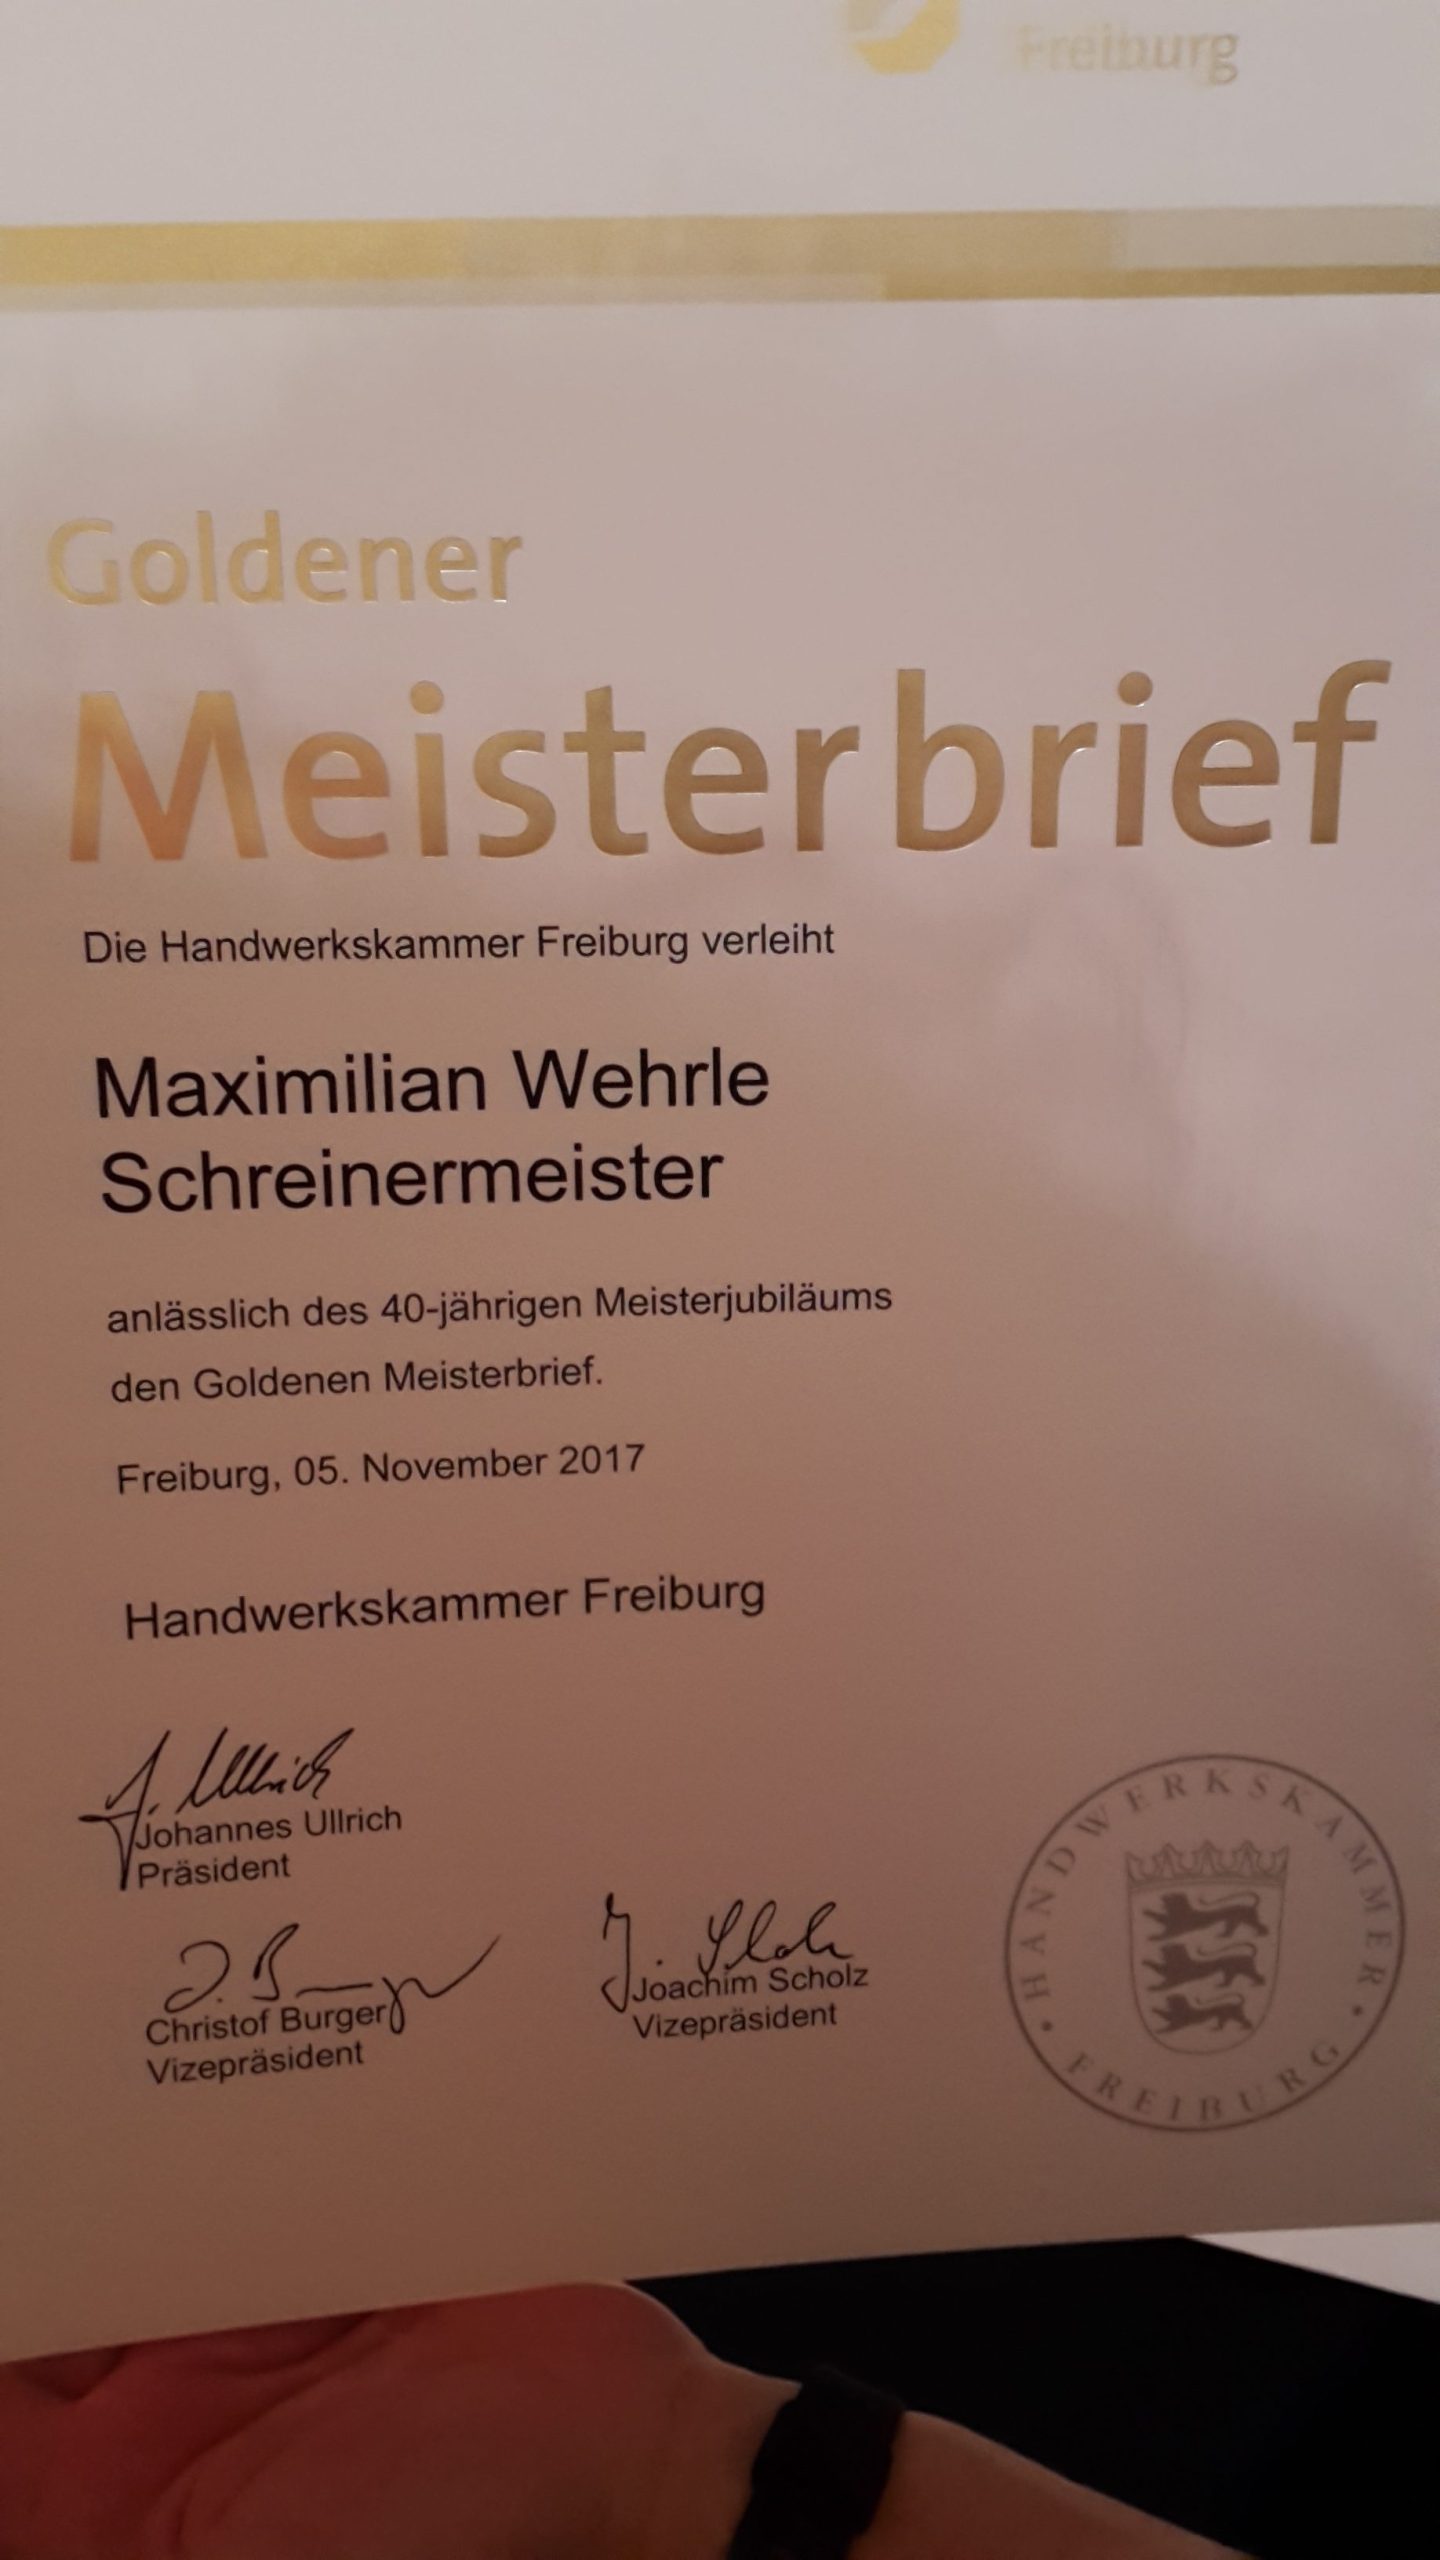 Freiburg
Goldener
Meisterbrief
Die Handwerkskammer Freiburg verleiht
Maximilian Wehrle
Schreinermeister
anlässlich des 40-jährigen Meisterjubiläums
den Goldenen Meisterbrief.
Freiburg, 05. November 2017
Handwerkskammer Freiburg
J. Ullrich
Johannes Ullrich
Präsident
Christof Burger
Vizepräsident
Joachim Scholz
Vizepräsident
HANDWERKSKAMMER
FREIBURG